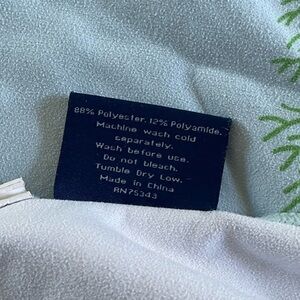 88% Polyester. 12% Polyamide.
Machine wash cold
separately.
Wash before use.
Do not bleach.
Tumble Dry Low.
Made in China
RN75343